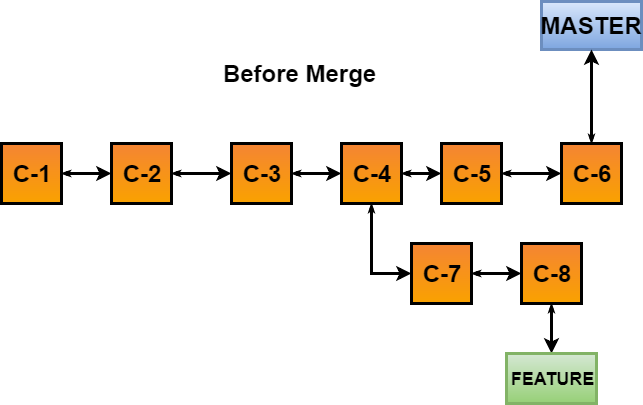 MASTER
Before Merge
C-1
C-2
C-3
C-4
C-5
C-6
C-7
C-8
FEATURE